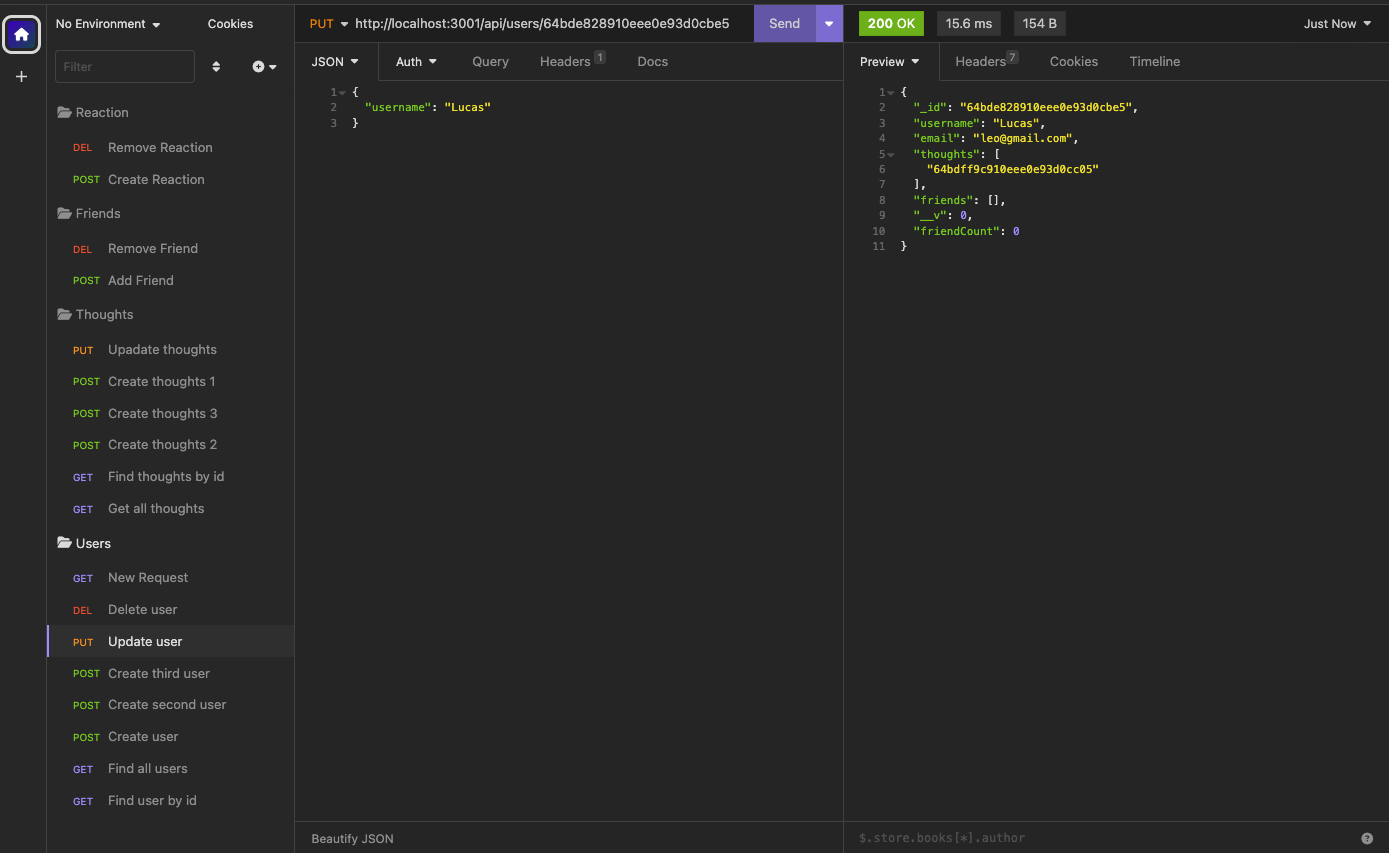 No Environment
Cookies
Filter
Reaction
DEL Remove Reaction
POST Create Reaction
Friends
DEL Remove Friend
POST Add Friend
Thoughts
PUT Upadate thoughts
POST Create thoughts 1
POST Create thoughts 3
POST Create thoughts 2
GET Find thoughts by id
GET Get all thoughts
Users
GET New Request
DEL Delete user
PUT Update user
POST Create third user
POST Create second user
POST Create user
GET Find all users
GET Find user by id
PUT http://localhost:3001/api/users/64bde828910eee0e93d0cbe5 Send
JSON Auth Query Headers 1 Docs
1 {
2 "username": "Lucas"
3 }
Beautify JSON
200 OK 15.6 ms 154 B Just Now
Preview Headers 7 Cookies Timeline
1 {
2 "_id": "64bde828910eee0e93d0cbe5",
3 "username": "Lucas",
4 "email": "leo@gmail.com",
5 "thoughts": [
6 "64bdff9c910eee0e93d0cc05"
7 ],
8 "friends": [],
9 "__v": 0,
10 "friendCount": 0
11 }
$.store.books[*].author